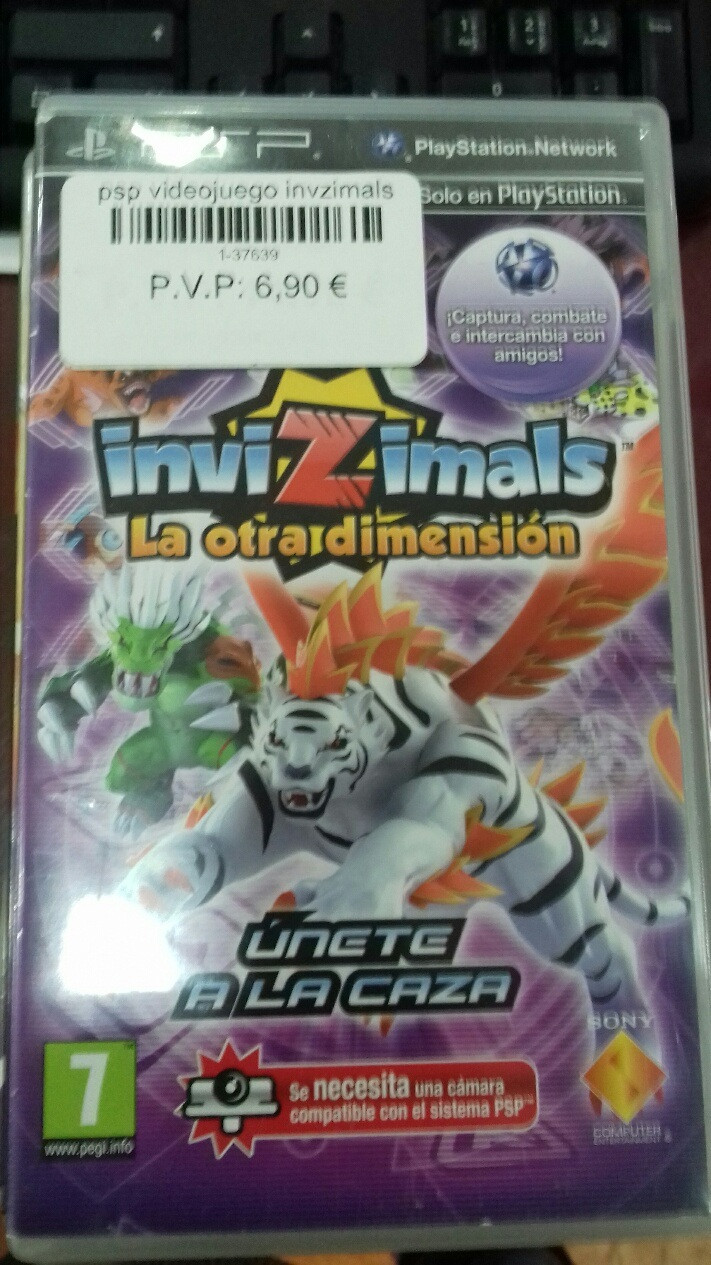 PSP
PlayStation Network
psp videojuego invzimals
1-37639
P.V.P: 6,90 €
Solo en PlayStation
¡Captura, combate
e intercambia con
amigos!
inviZimals™
La otra dimensión
ÚNETE
A LA CAZA
7
www.pegi.info
Se necesita una cámara
compatible con el sistema PSP™
SONY
COMPUTER
ENTERTAINMENT